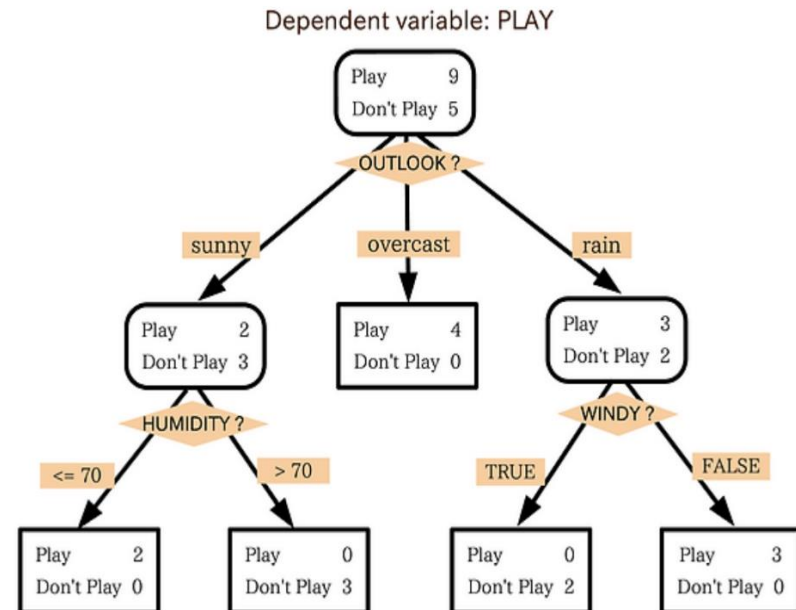 Dependent variable: PLAY
Play 9
Don't Play 5
OUTLOOK ?
sunny
overcast
rain
Play 2
Don't Play 3
Play 4
Don't Play 0
Play 3
Don't Play 2
HUMIDITY ?
WINDY ?
<= 70
> 70
TRUE
FALSE
Play 2
Don't Play 0
Play 0
Don't Play 3
Play 0
Don't Play 2
Play 3
Don't Play 0